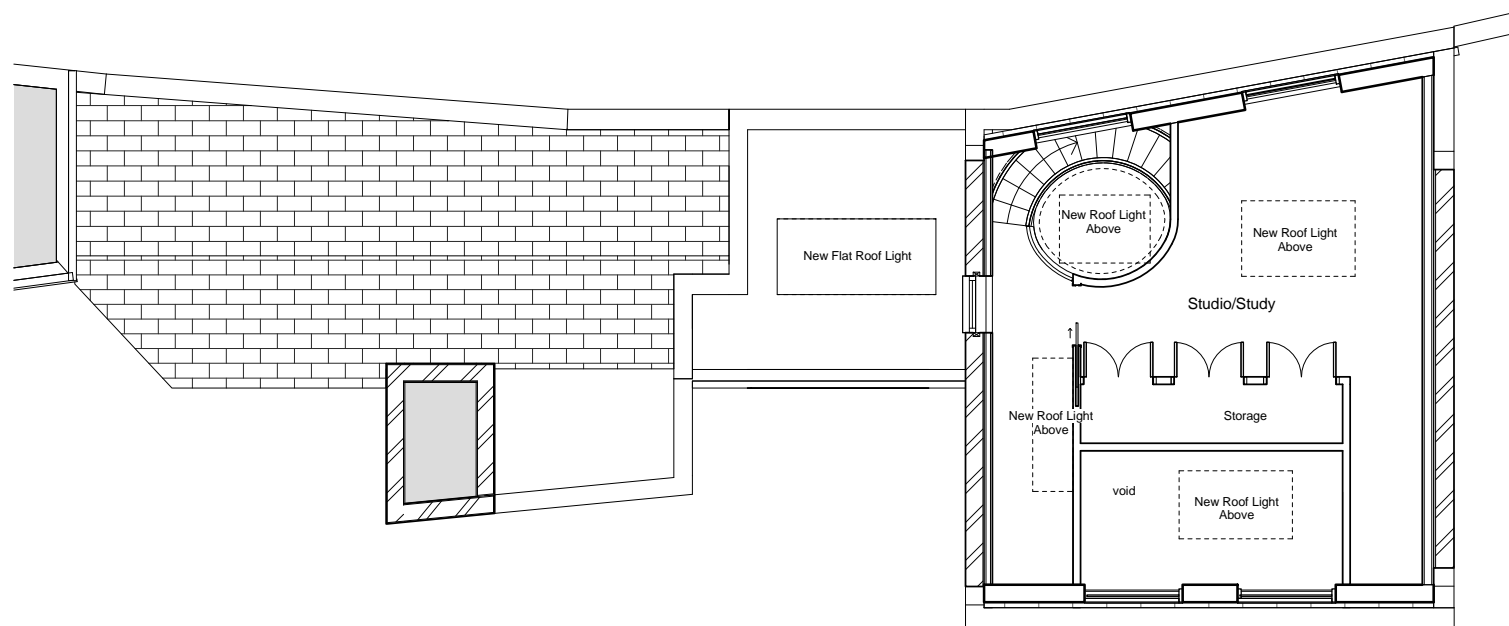 New Roof Light
Above
New Roof Light
Above
New Flat Roof Light
Studio/Study
New Roof Light
Above
Storage
void
New Roof Light
Above